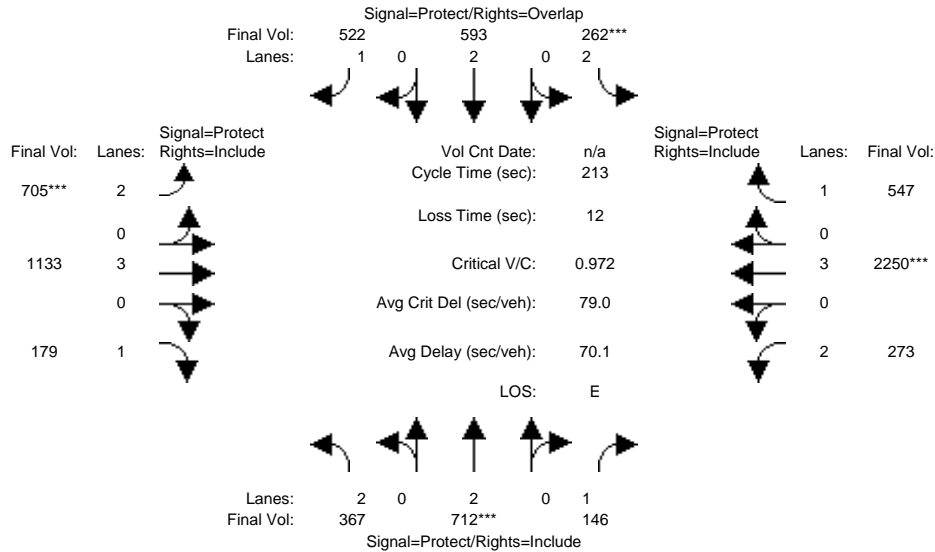 Signal=Protect/Rights=Overlap
Final Vol: 522 593 262***
Lanes: 1 0 2 0 2
Signal=Protect Signal=Protect
Final Vol: Lanes: Rights=Include Vol Cnt Date: n/a Rights=Include Lanes: Final Vol:
Cycle Time (sec): 213
705*** 2 1 547
Loss Time (sec): 12
0 0
1133 3 Critical V/C: 0.972 3 2250***
0 Avg Crit Del (sec/veh): 79.0 0
179 1 Avg Delay (sec/veh): 70.1 2 273
LOS: E
Lanes: 2 0 2 0 1
Final Vol: 367 712*** 146
Signal=Protect/Rights=Include